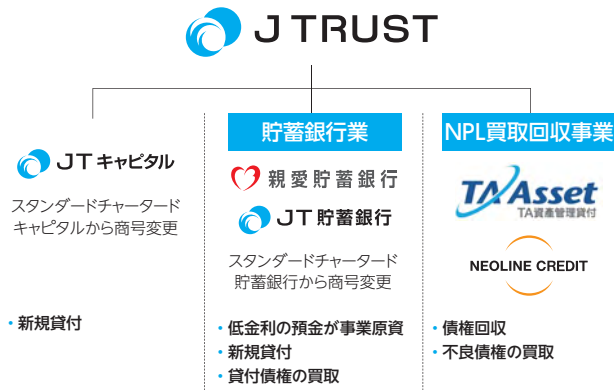 J TRUST
JT キャピタル
スタンダードチャータード
キャピタルから商号変更
・新規貸付
貯蓄銀行業
親愛貯蓄銀行
JT 貯蓄銀行
スタンダードチャータード
貯蓄銀行から商号変更
・低金利の預金が事業原資
・新規貸付
・貸付債権の買取
NPL買取回収事業
TA Asset
TA資產管理貸付
NEOLINE CREDIT
・債権回収
・不良債権の買取